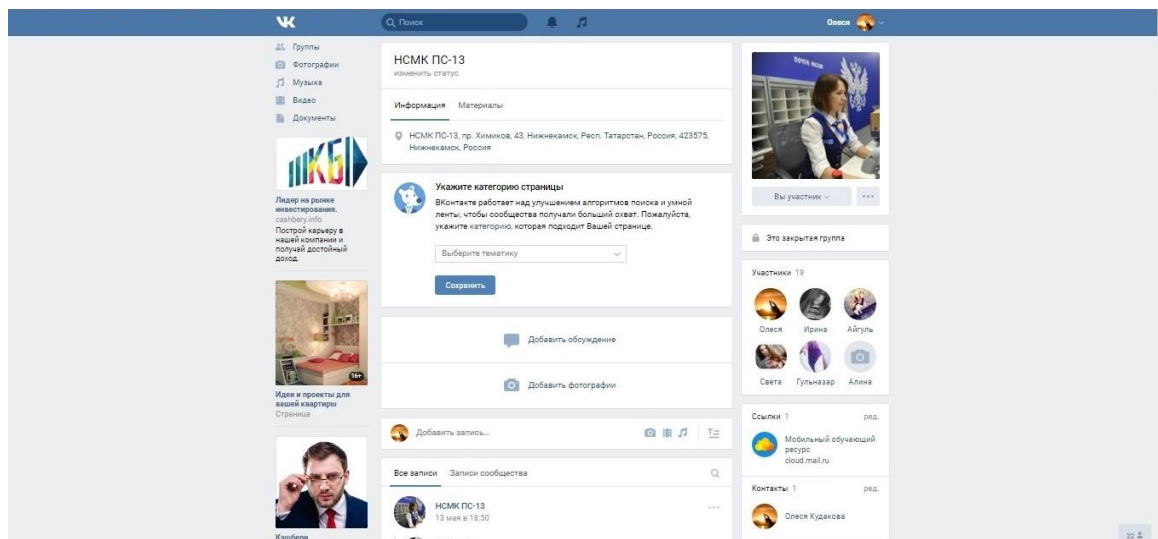 Поиск
Олеся
Группы
Фотографии
Музыка
Видео
Документы
ТКБ
Лидер на рынке
инвестирования.
cashbery.info
Построй карьеру в
нашей компании и
получай достойный
доход.
16+
Идеи и проекты для
вашей квартиры
Страница
Кэшбери
НСМК ПС-13
изменить статус
Информация Материалы
НСМК ПС-13, пр. Химиков, 43, Нижнекамск, Респ. Татарстан, Россия, 423575,
Нижнекамск, Россия
Укажите категорию страницы
ВКонтакте работает над улучшением алгоритмов поиска и умной
ленты, чтобы сообщества получали больший охват. Пожалуйста,
укажите категорию, которая подходит Вашей странице.
Выберите тематику
Сохранить
Добавить обсуждение
Добавить фотографии
Добавить запись...
Все записи Записи сообщества
НСМК ПС-13
13 мая в 18:50
Вы участник
Это закрытая группа
Участники 19
Олеся Ирина Айгуль
Света Гульназар Алина
Ссылки 1 ред.
Мобильный обучающий
ресурс
cloud.mail.ru
Контакты 1 ред.
Олеся Кудакова
22